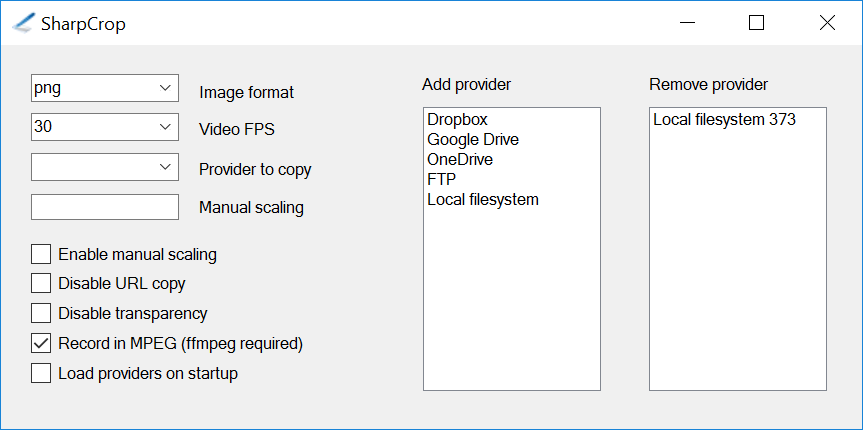 SharpCrop
png
Image format
30
Video FPS
Provider to copy
Manual scaling
Enable manual scaling
Disable URL copy
Disable transparency
Record in MPEG (ffmpeg required)
Load providers on startup
Add provider
Dropbox
Google Drive
OneDrive
FTP
Local filesystem
Remove provider
Local filesystem 373